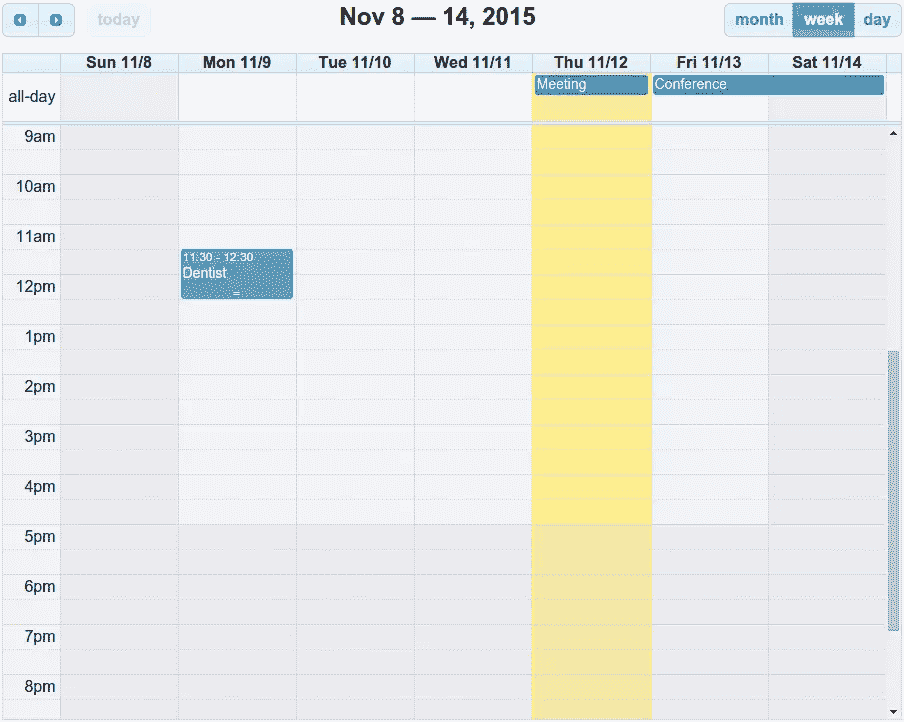 today
Nov 8 — 14, 2015
month week day
Sun 11/8 Mon 11/9 Tue 11/10 Wed 11/11 Thu 11/12 Fri 11/13 Sat 11/14
all-day Meeting Conference
9am
10am
11am
11:30 - 12:30
Dentist
12pm
1pm
2pm
3pm
4pm
5pm
6pm
7pm
8pm